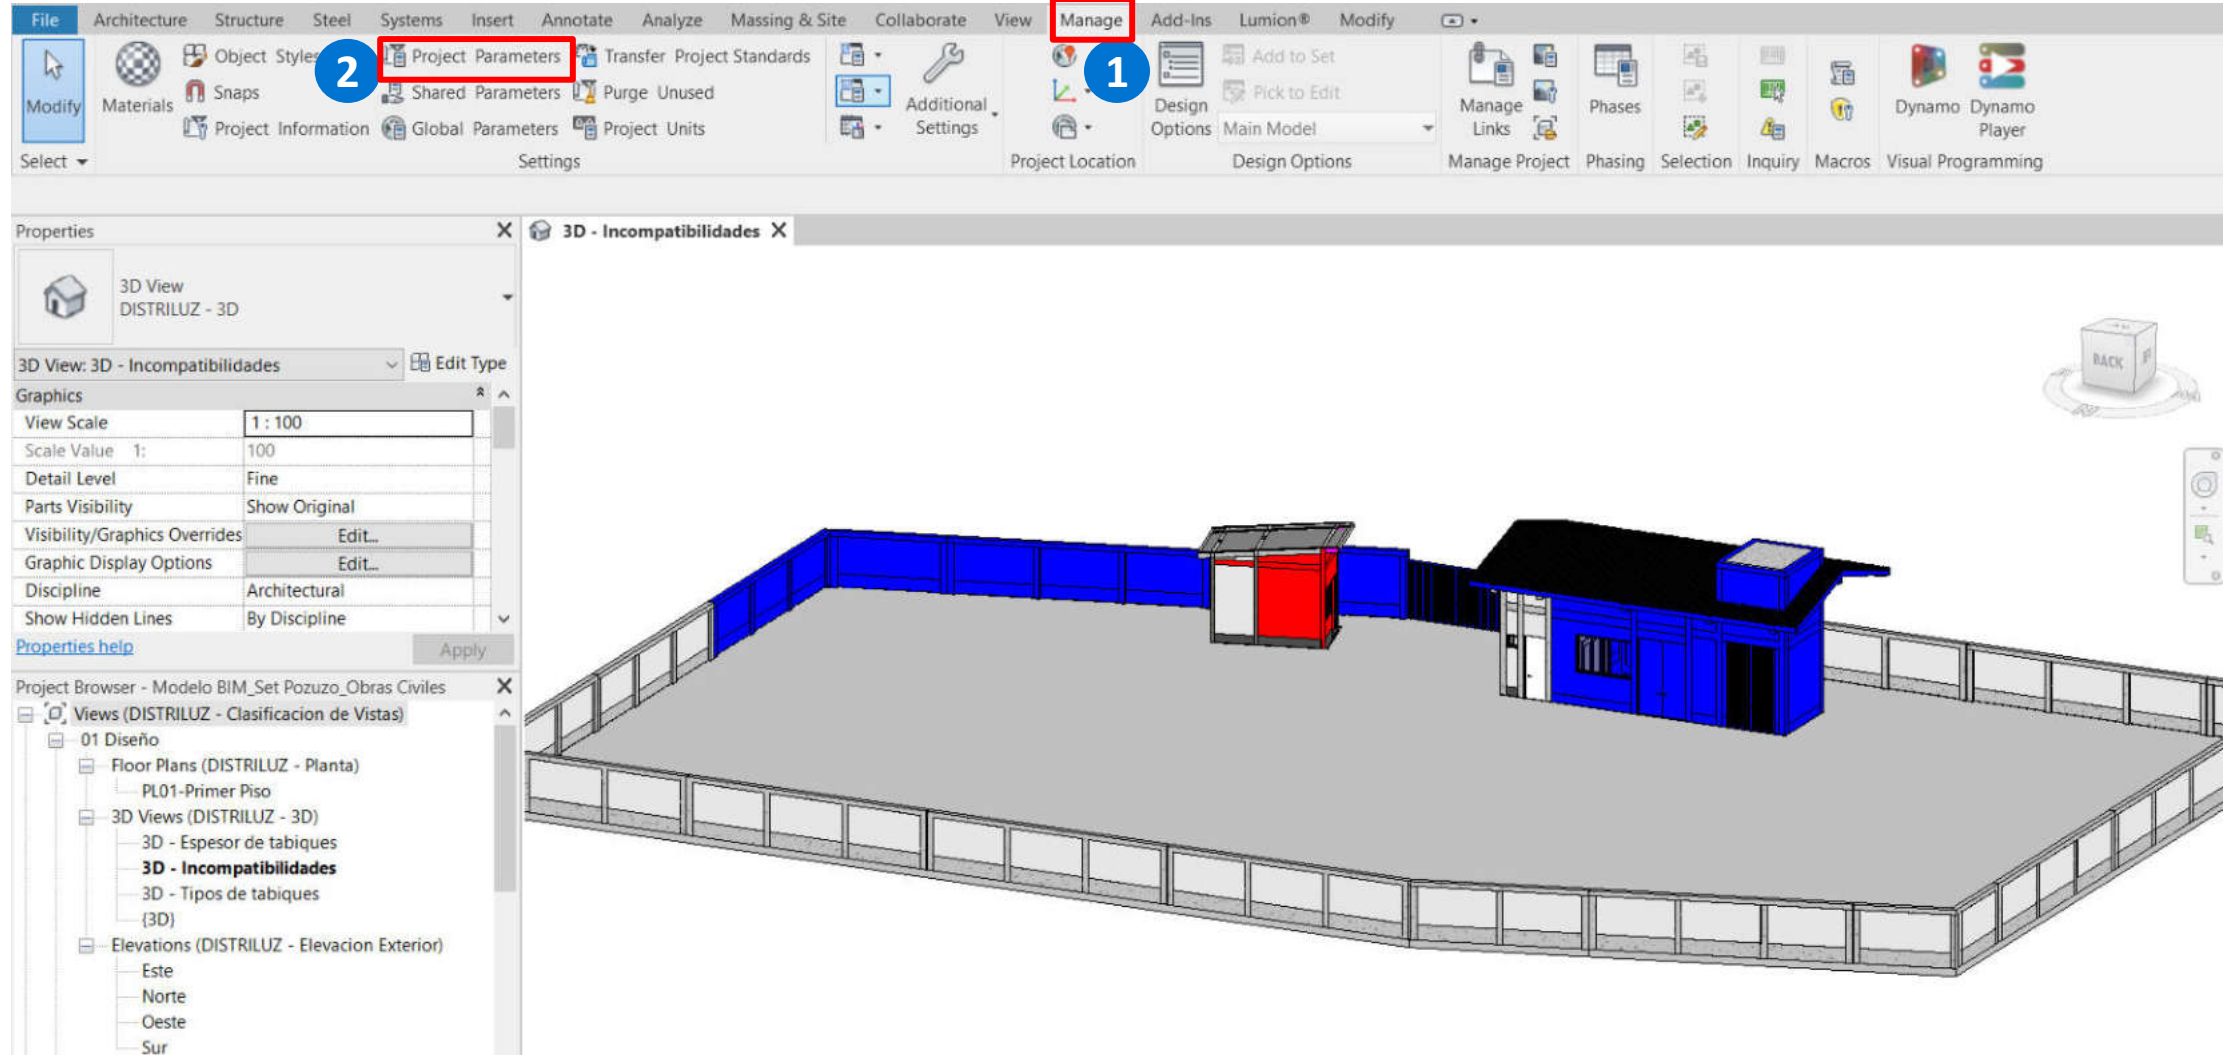 File Architecture Structure Steel Systems Insert Annotate Analyze Massing & Site Collaborate View Manage Add-Ins Lumion® Modify
Modify
Materials
Object Styles
Snaps
Project Information
2
Project Parameters
Shared Parameters
Global Parameters
Transfer Project Standards
Purge Unused
Project Units
Additional
Settings
1
Design
Options
Add to Set
Pick to Edit
Main Model
Manage
Links
Phases
Dynamo
Dynamo
Player
Select Settings Project Location Design Options Manage Project Phasing Selection Inquiry Macros Visual Programming
Properties
3D - Incompatibilidades
3D View
DISTRILUZ - 3D
3D View: 3D - Incompatibilidades
Edit Type
Graphics
View Scale 1 : 100
Scale Value 1: 100
Detail Level Fine
Parts Visibility Show Original
Visibility/Graphics Overrides Edit...
Graphic Display Options Edit...
Discipline Architectural
Show Hidden Lines By Discipline
Properties help Apply
BACK
Project Browser - Modelo BIM_Set Pozuzo_Obras Civiles
Views (DISTRILUZ - Clasificacion de Vistas)
01 Diseño
Floor Plans (DISTRILUZ - Planta)
PL01-Primer Piso
3D Views (DISTRILUZ - 3D)
3D - Espesor de tabiques
3D - Incompatibilidades
3D - Tipos de tabiques
{3D}
Elevations (DISTRILUZ - Elevacion Exterior)
Este
Norte
Oeste
Sur